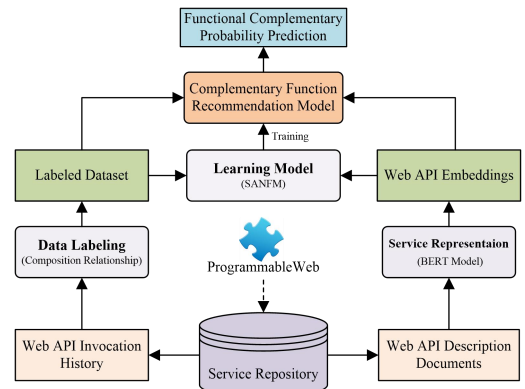 Functional Complementary
Probability Prediction
Complementary Function
Recommendation Model
Training
Labeled Dataset
Learning Model
(SANFM)
Web API Embeddings
Data Labeling
(Composition Relationship)
ProgrammableWeb
Service Representaion
(BERT Model)
Web API Invocation
History
Service Repository
Web API Description
Documents